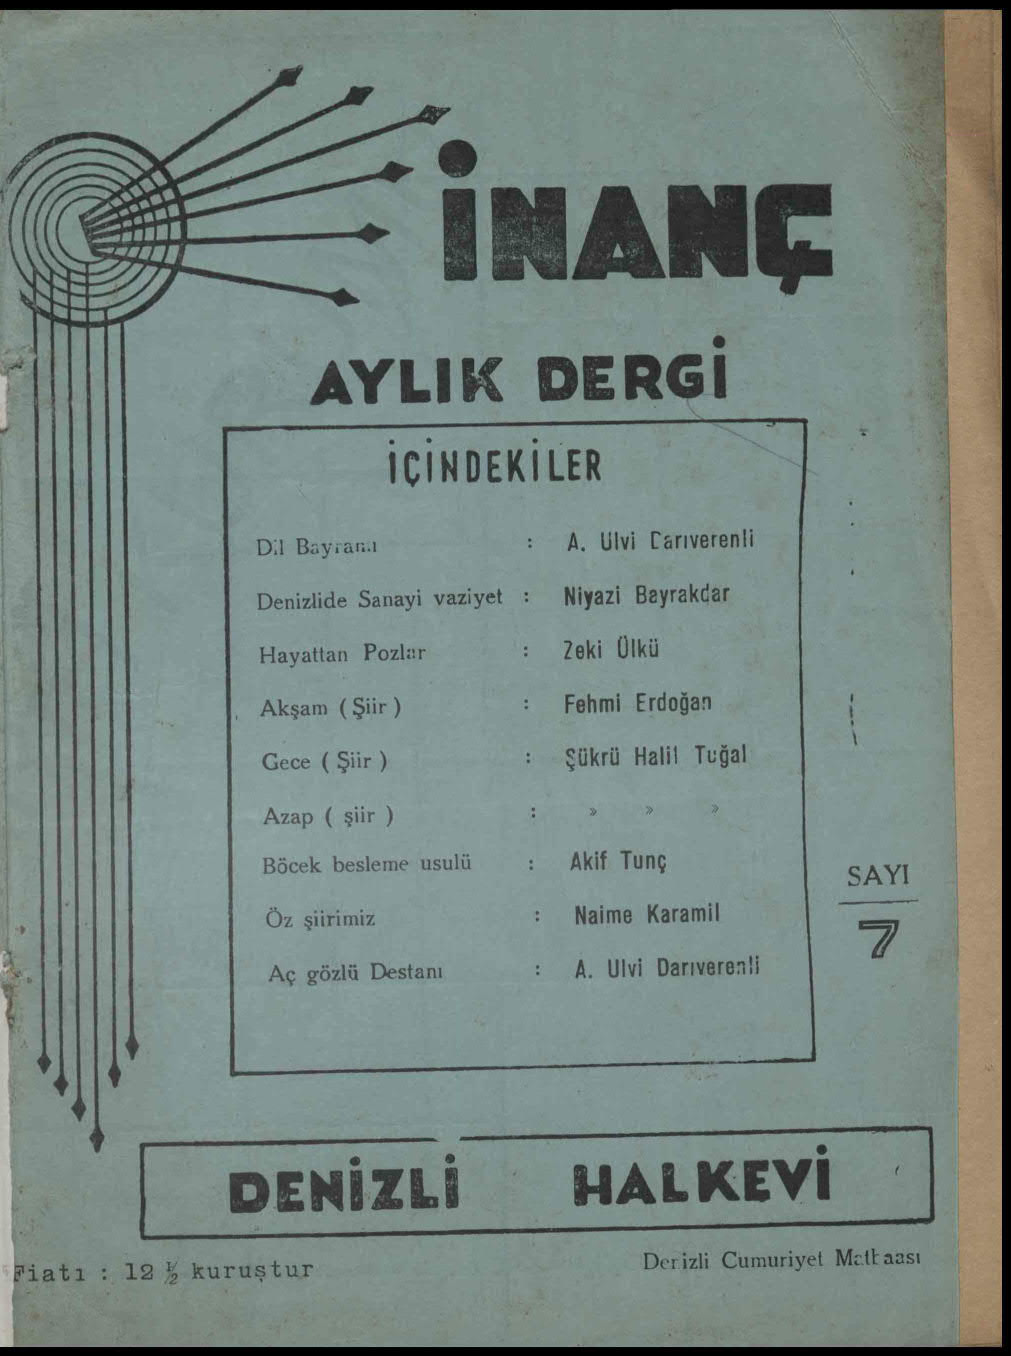 İNANÇ
AYLIK DERGİ
İÇİNDEKİLER
Dil Bayramı : A. Ulvi Darıverenli
Denizlide Sanayi vaziyet : Niyazi Bayrakdar
Hayattan Pozlar : Zeki Ülkü
Akşam ( Şiir ) : Fehmi Erdoğan
Gece ( Şiir ) : Şükrü Halil Tuğal
Azap ( şiir ) : » » »
Böcek besleme usulü : Akif Tunç
Öz şiirimiz : Naime Karamil
Aç gözlü Destanı : A. Ulvi Darıverenli
SAYI
7
DENİZLİ HALKEVİ
Fiatı : 12 ½ kuruştur
Denizli Cumuriyet Matbaası